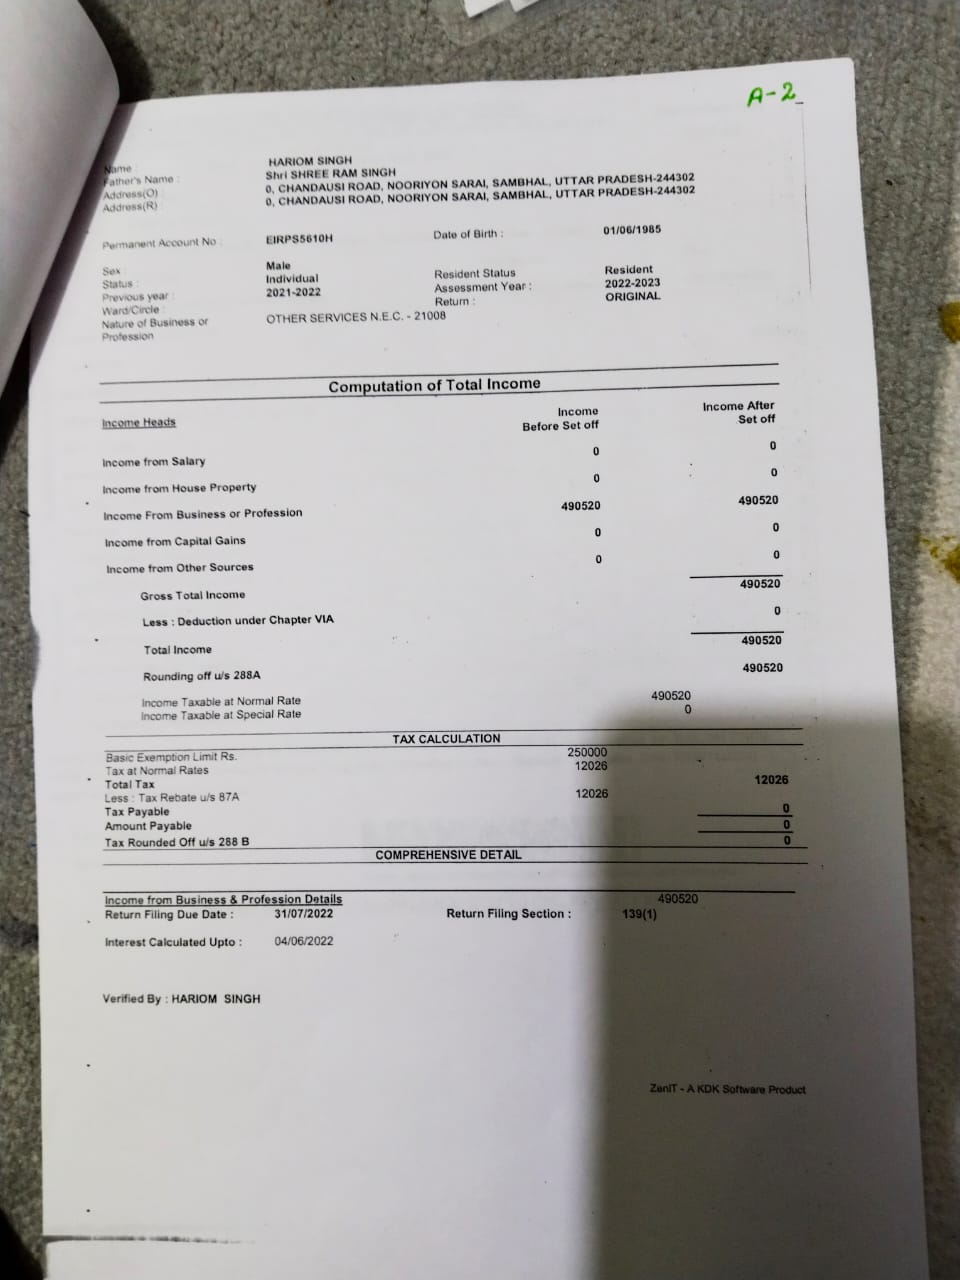 A-2
Name : HARIOM SINGH
Father's Name : Shri SHREE RAM SINGH
Address(O) 0, CHANDAUSI ROAD, NOORIYON SARAI, SAMBHAL, UTTAR PRADESH-244302
Address(R) 0, CHANDAUSI ROAD, NOORIYON SARAI, SAMBHAL, UTTAR PRADESH-244302
Permanent Account No : EIRPS5610H Date of Birth : 01/06/1985
Sex : Male
Status : Individual Resident Status Resident
Previous year : 2021-2022 Assessment Year : 2022-2023
Ward/Circle : Return : ORIGINAL
Nature of Business or OTHER SERVICES N.E.C. - 21008
Profession
Computation of Total Income
Income Heads Income Before Set off Income After Set off
Income from Salary 0 0
Income from House Property 0 0
Income From Business or Profession 490520 490520
Income from Capital Gains 0 0
Income from Other Sources 0 0
Gross Total Income 490520
Less : Deduction under Chapter VIA 0
Total Income 490520
Rounding off u/s 288A 490520
Income Taxable at Normal Rate 490520
Income Taxable at Special Rate 0
TAX CALCULATION
Basic Exemption Limit Rs. 250000
Tax at Normal Rates 12026
Total Tax 12026
Less : Tax Rebate u/s 87A 12026
Tax Payable 0
Amount Payable 0
Tax Rounded Off u/s 288 B 0
COMPREHENSIVE DETAIL
Income from Business & Profession Details 490520
Return Filing Due Date : 31/07/2022 Return Filing Section : 139(1)
Interest Calculated Upto : 04/06/2022
Verified By : HARIOM SINGH
ZenIT - A KDK Software Product